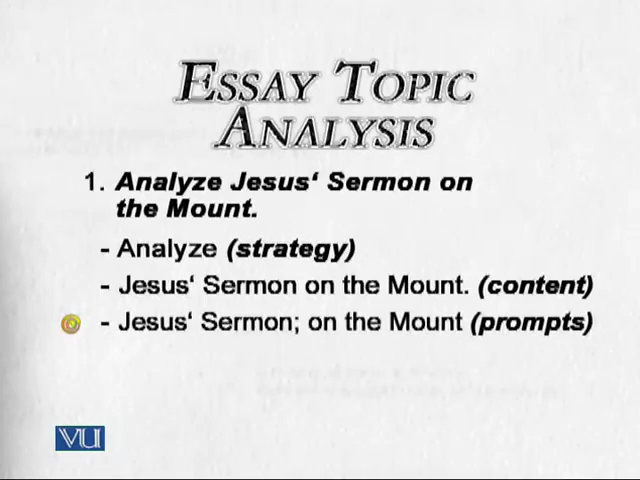 ESSAY TOPIC
ANALYSIS
1. Analyze Jesus‘ Sermon on
the Mount.
- Analyze (strategy)
- Jesus‘ Sermon on the Mount. (content)
- Jesus‘ Sermon; on the Mount (prompts)
VU